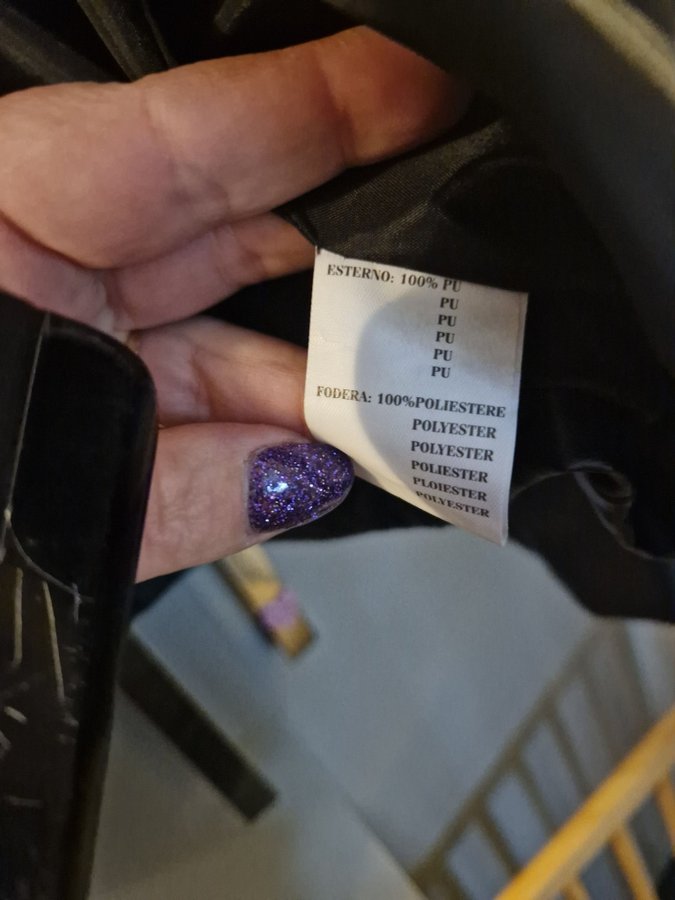 ESTERNO: 100% PU
PU
PU
PU
PU
PU
FODERA: 100%POLIESTERE
POLYESTER
POLYESTER
POLIESTER
PLOIESTER
POLYESTER